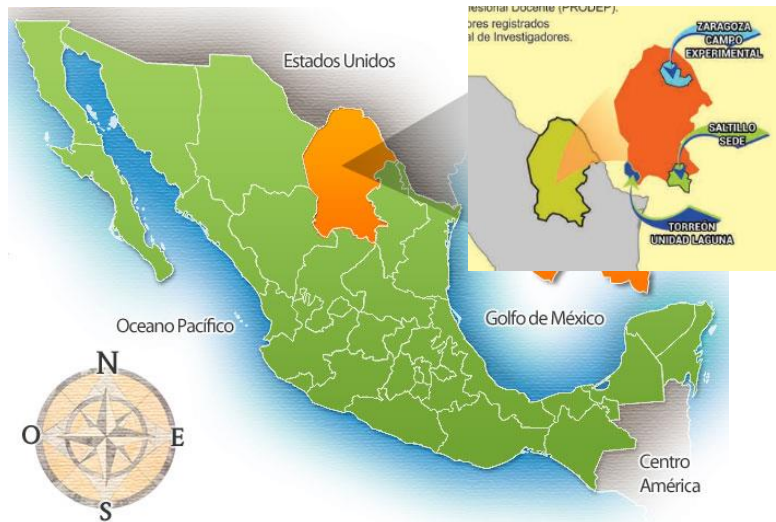 esional Docente (PRODEP).
ores registrados
al de Investigadores.
ZARAGOZA
CAMPO
EXPERIMENTAL
SALTILLO
SEDE
TORREÓN
UNIDAD LAGUNA
Estados Unidos
Oceano Pacífico
Golfo de México
Centro
América
N
O
E
S